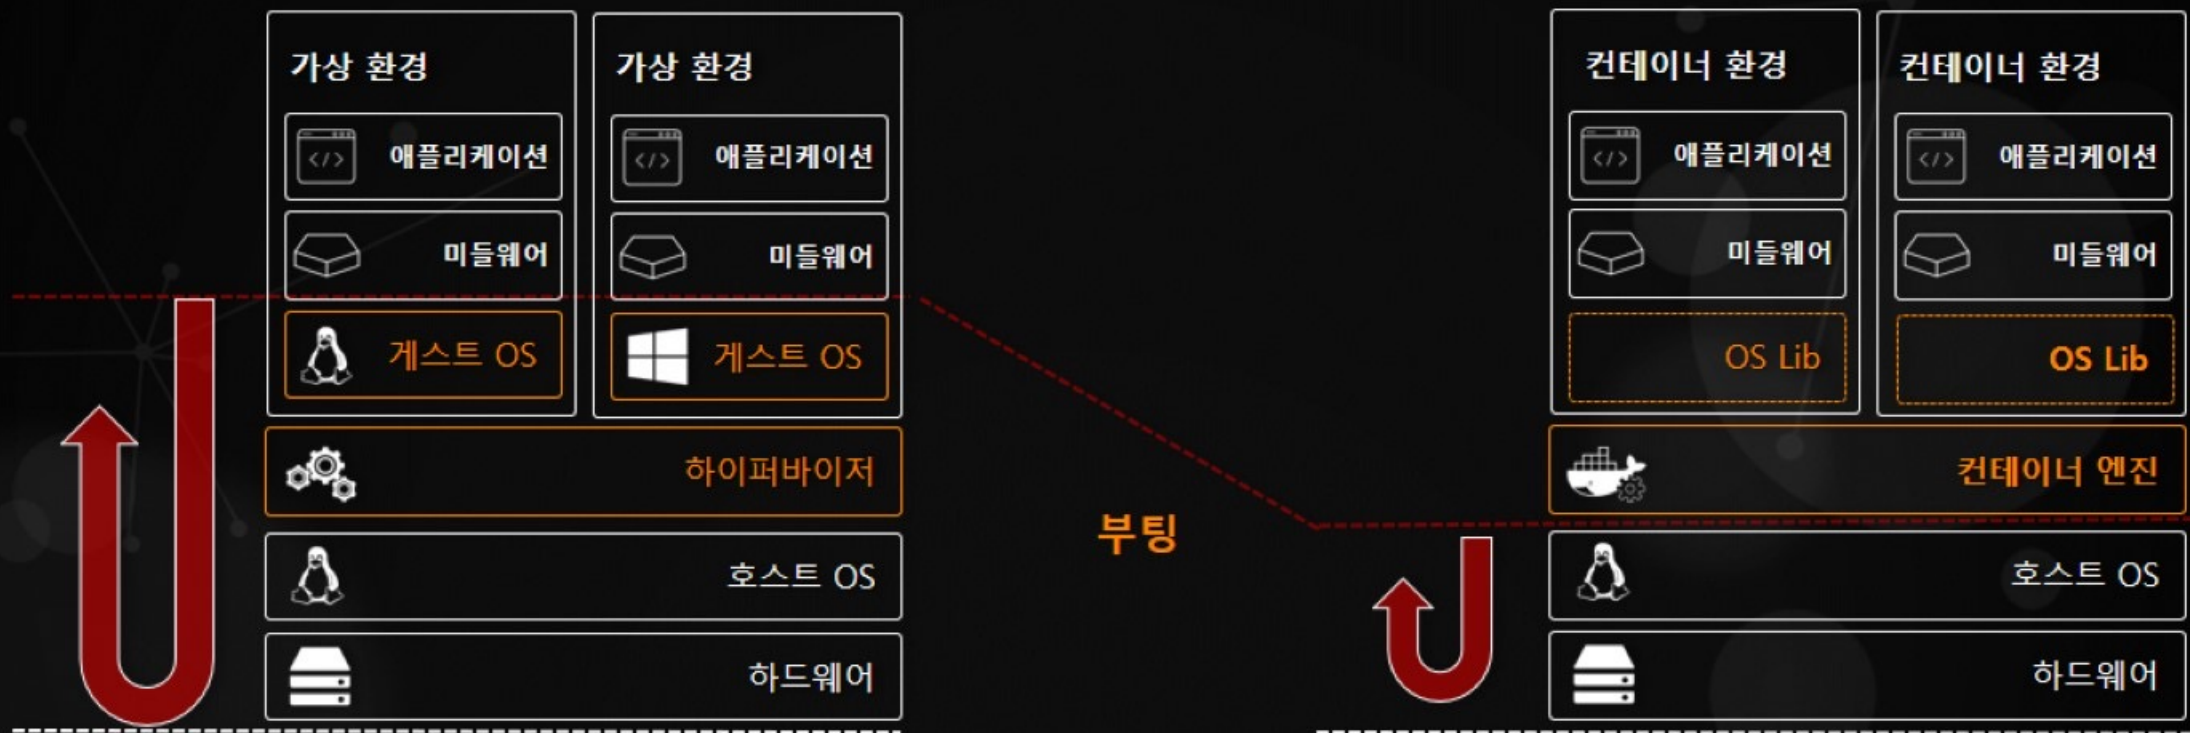 가상 환경
애플리케이션
미들웨어
게스트 OS
가상 환경
애플리케이션
미들웨어
게스트 OS
하이퍼바이저
호스트 OS
하드웨어
부팅
컨테이너 환경
애플리케이션
미들웨어
OS Lib
컨테이너 환경
애플리케이션
미들웨어
OS Lib
컨테이너 엔진
호스트 OS
하드웨어